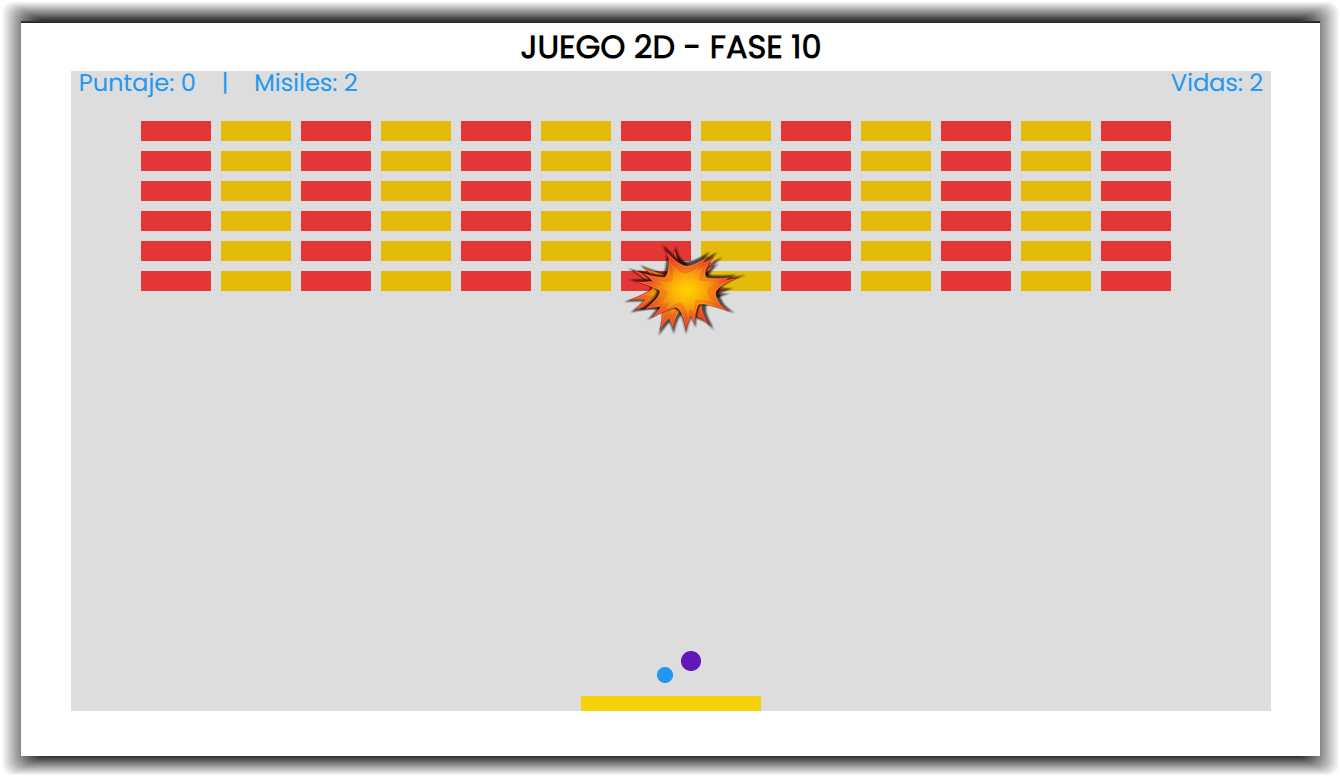 JUEGO 2D - FASE 10
Puntaje: 0 | Misiles: 2 Vidas: 2